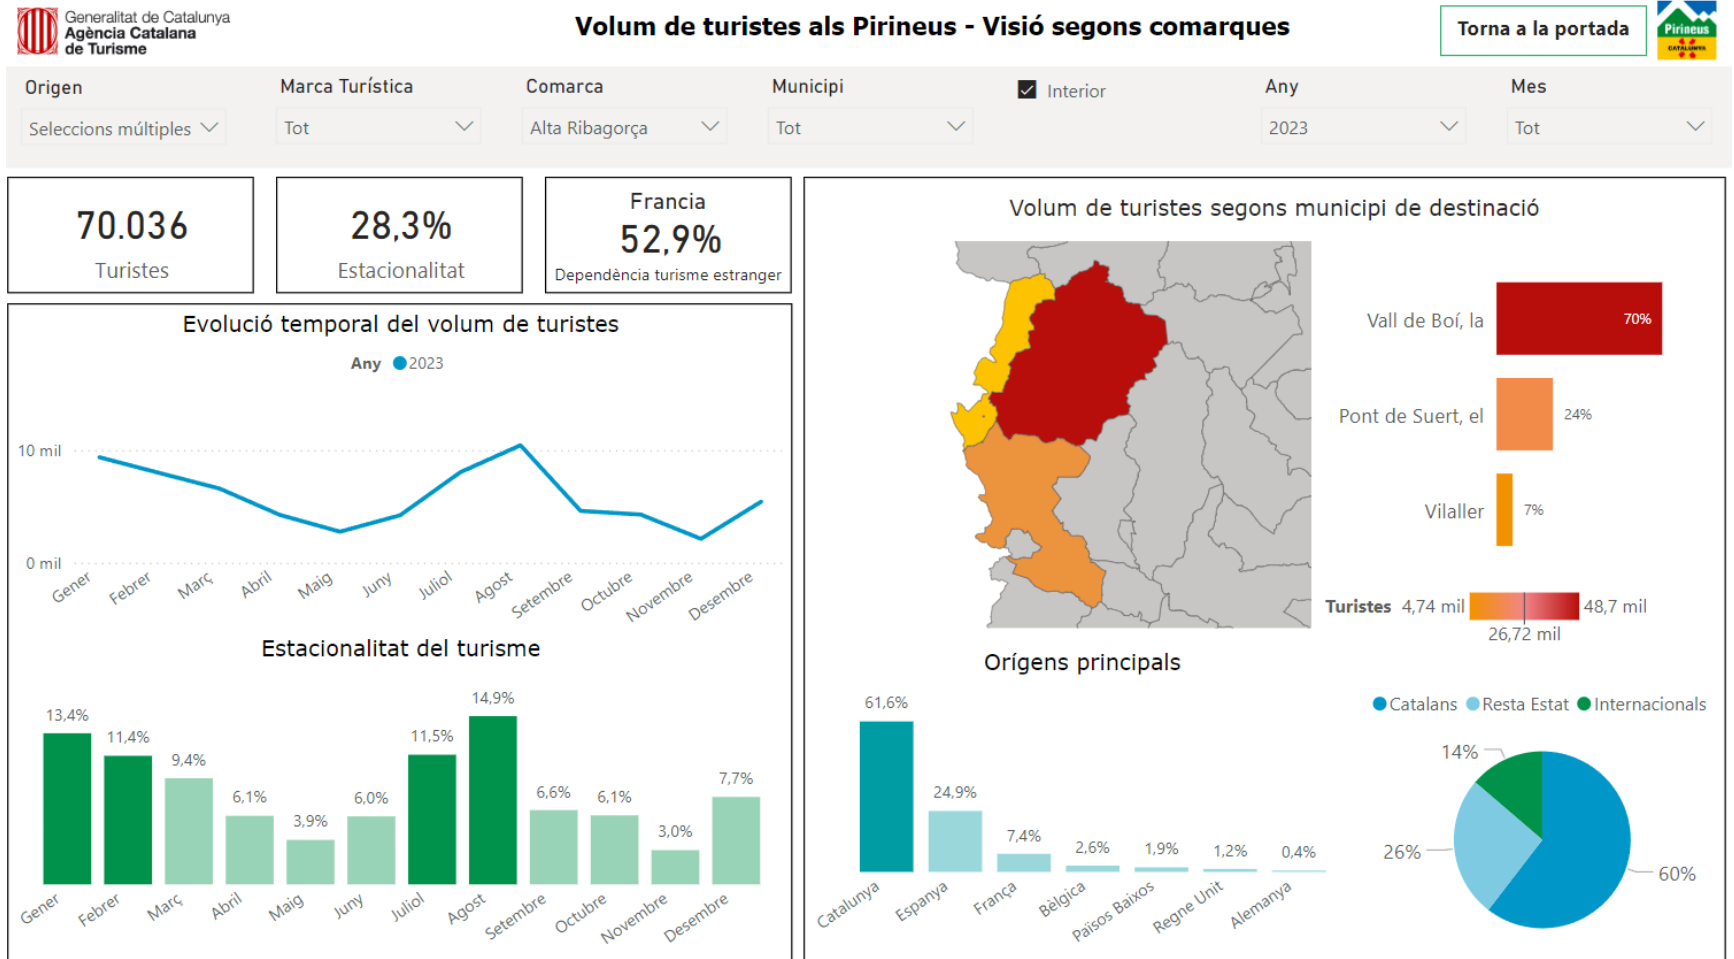 Generalitat de Catalunya
Agència Catalana
de Turisme
Volum de turistes als Pirineus - Visió segons comarques
Torna a la portada
Pirineus
CATALUNYA
Origen
Marca Turística
Comarca
Municipi
Interior
Any
Mes
Seleccions múltiples
Tot
Alta Ribagorça
Tot
2023
Tot
70.036
Turistes
28,3%
Estacionalitat
Francia
52,9%
Dependència turisme estranger
Evolució temporal del volum de turistes
Any 2023
10 mil
0 mil
Gener
Febrer
Març
Abril
Maig
Juny
Juliol
Agost
Setembre
Octubre
Novembre
Desembre
Estacionalitat del turisme
13,4%
11,4%
9,4%
6,1%
3,9%
6,0%
11,5%
14,9%
6,6%
6,1%
3,0%
7,7%
Gener
Febrer
Març
Abril
Maig
Juny
Juliol
Agost
Setembre
Octubre
Novembre
Desembre
Volum de turistes segons municipi de destinació
Vall de Boí, la
70%
Pont de Suert, el
24%
Vilaller
7%
Turistes 4,74 mil
48,7 mil
26,72 mil
Orígens principals
61,6%
24,9%
7,4%
2,6%
1,9%
1,2%
0,4%
Catalunya
Espanya
França
Bèlgica
Països Baixos
Regne Unit
Alemanya
Catalans
Resta Estat
Internacionals
14%
26%
60%